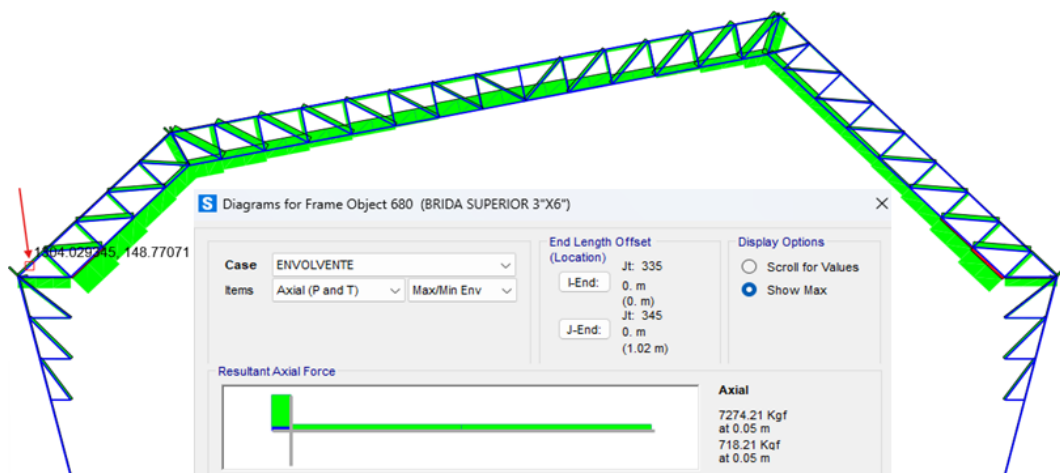 1304.029345, 148.77071
S Diagrams for Frame Object 680 (BRIDA SUPERIOR 3"X6")
Case ENVOLVENTE
Items Axial (P and T) Max/Min Env
End Length Offset
(Location)
I-End:
Jt: 335
0. m
(0. m)
J-End:
Jt: 345
0. m
(1.02 m)
Display Options
Scroll for Values
Show Max
Resultant Axial Force
Axial
7274.21 Kgf
at 0.05 m
718.21 Kgf
at 0.05 m